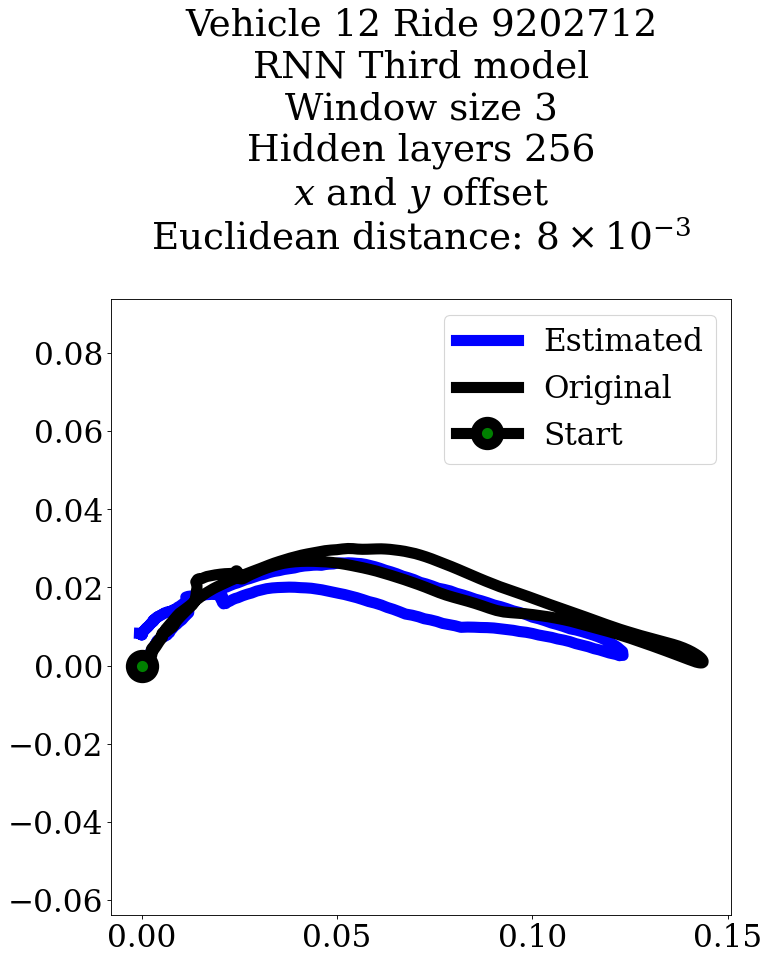 Vehicle 12 Ride 9202712
RNN Third model
Window size 3
Hidden layers 256
x and y offset
Euclidean distance: 8 × 10⁻³
Estimated
Original
Start
0.08
0.06
0.04
0.02
0.00
−0.02
−0.04
−0.06
0.00 0.05 0.10 0.15